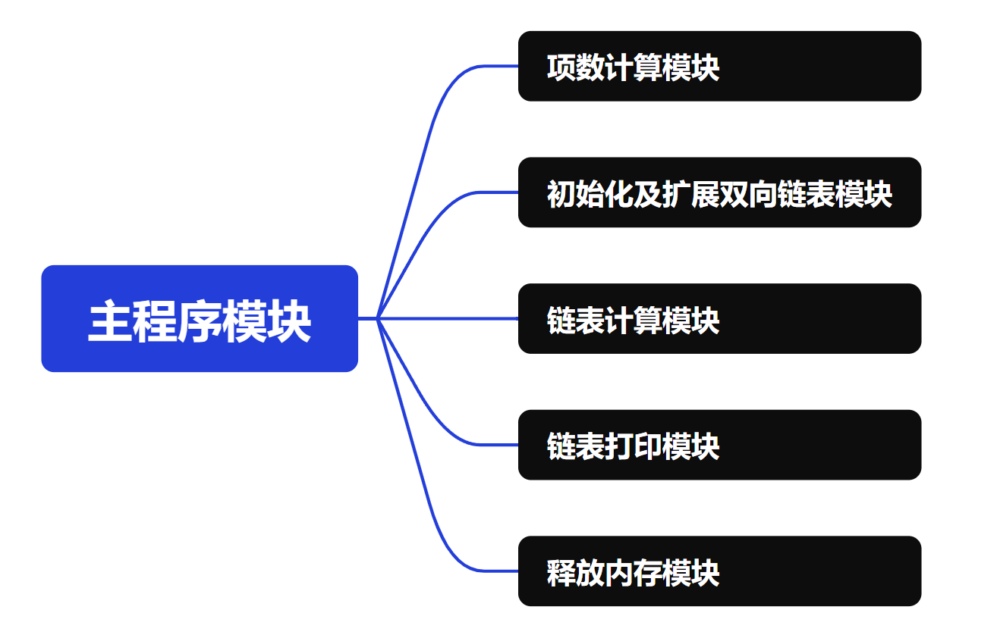 项数计算模块
初始化及扩展双向链表模块
主程序模块
链表计算模块
链表打印模块
释放内存模块